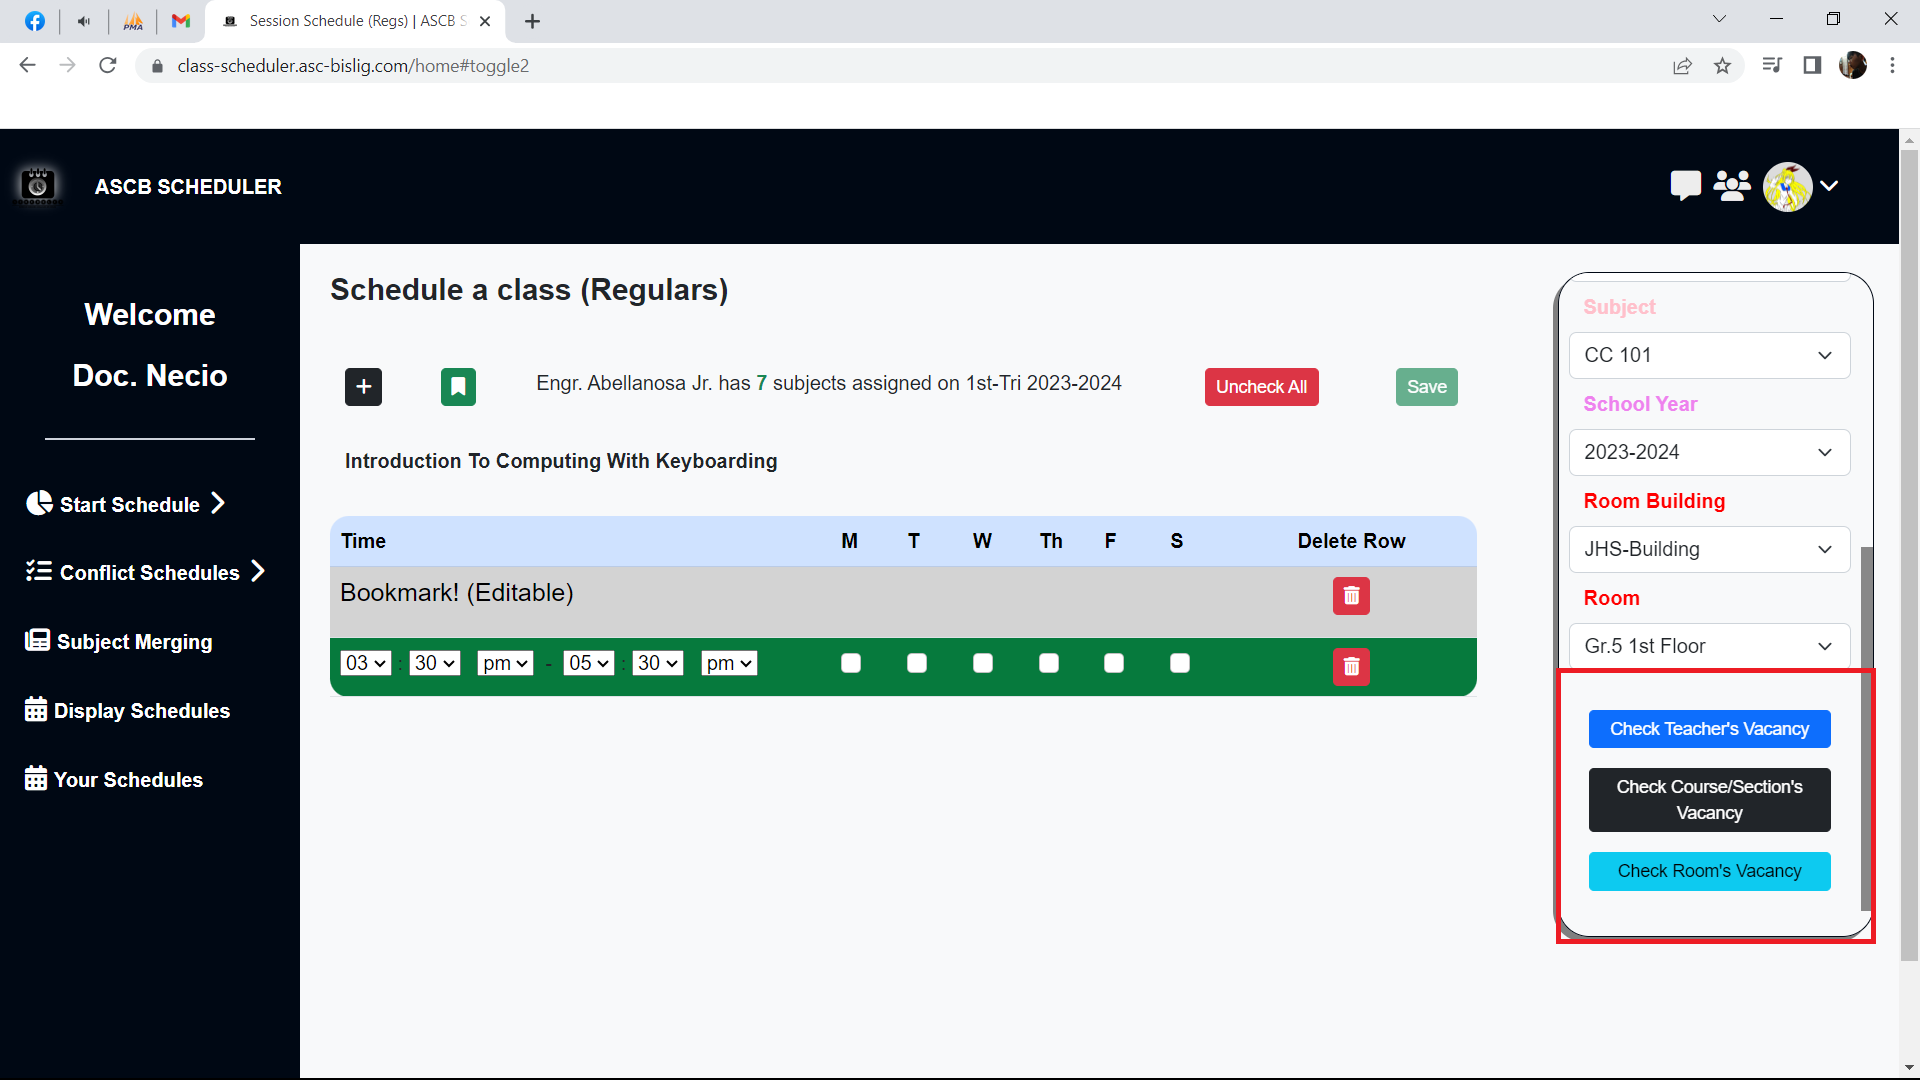 PMA
Session Schedule (Regs) | ASCB S
class-scheduler.asc-bislig.com/home#toggle2
ASCB SCHEDULER
Welcome
Doc. Necio
Start Schedule
Conflict Schedules
Subject Merging
Display Schedules
Your Schedules
Schedule a class (Regulars)
Engr. Abellanosa Jr. has 7 subjects assigned on 1st-Tri 2023-2024
Uncheck All
Save
Introduction To Computing With Keyboarding
Time M T W Th F S Delete Row
Bookmark! (Editable)
03 : 30 pm - 05 : 30 pm
Subject
CC 101
School Year
2023-2024
Room Building
JHS-Building
Room
Gr.5 1st Floor
Check Teacher's Vacancy
Check Course/Section's
Vacancy
Check Room's Vacancy